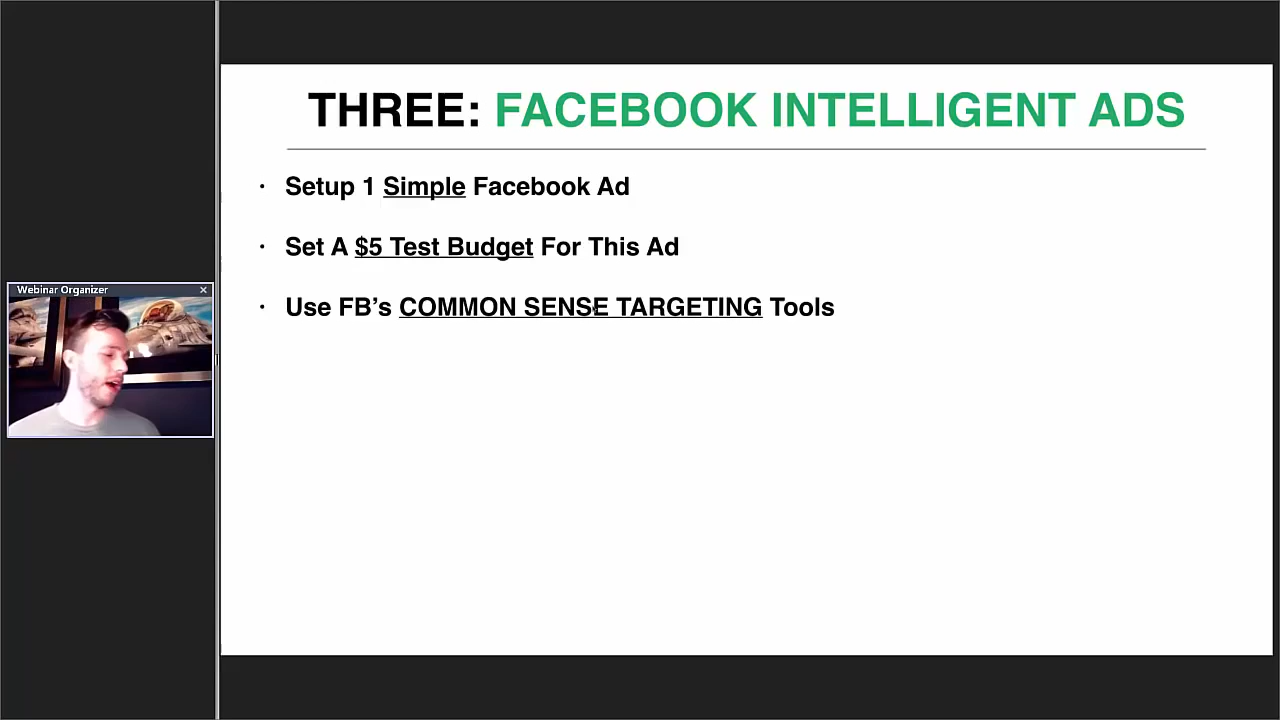 THREE: FACEBOOK INTELLIGENT ADS
· Setup 1 Simple Facebook Ad
· Set A $5 Test Budget For This Ad
· Use FB’s COMMON SENSE TARGETING Tools
Webinar Organizer